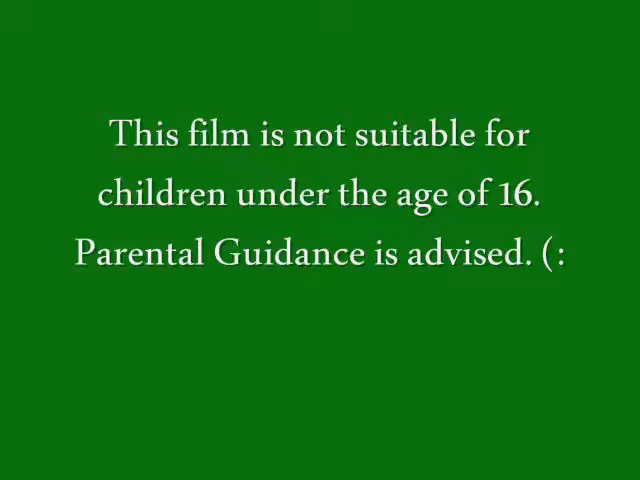 This film is not suitable for
children under the age of 16.
Parental Guidance is advised. (: